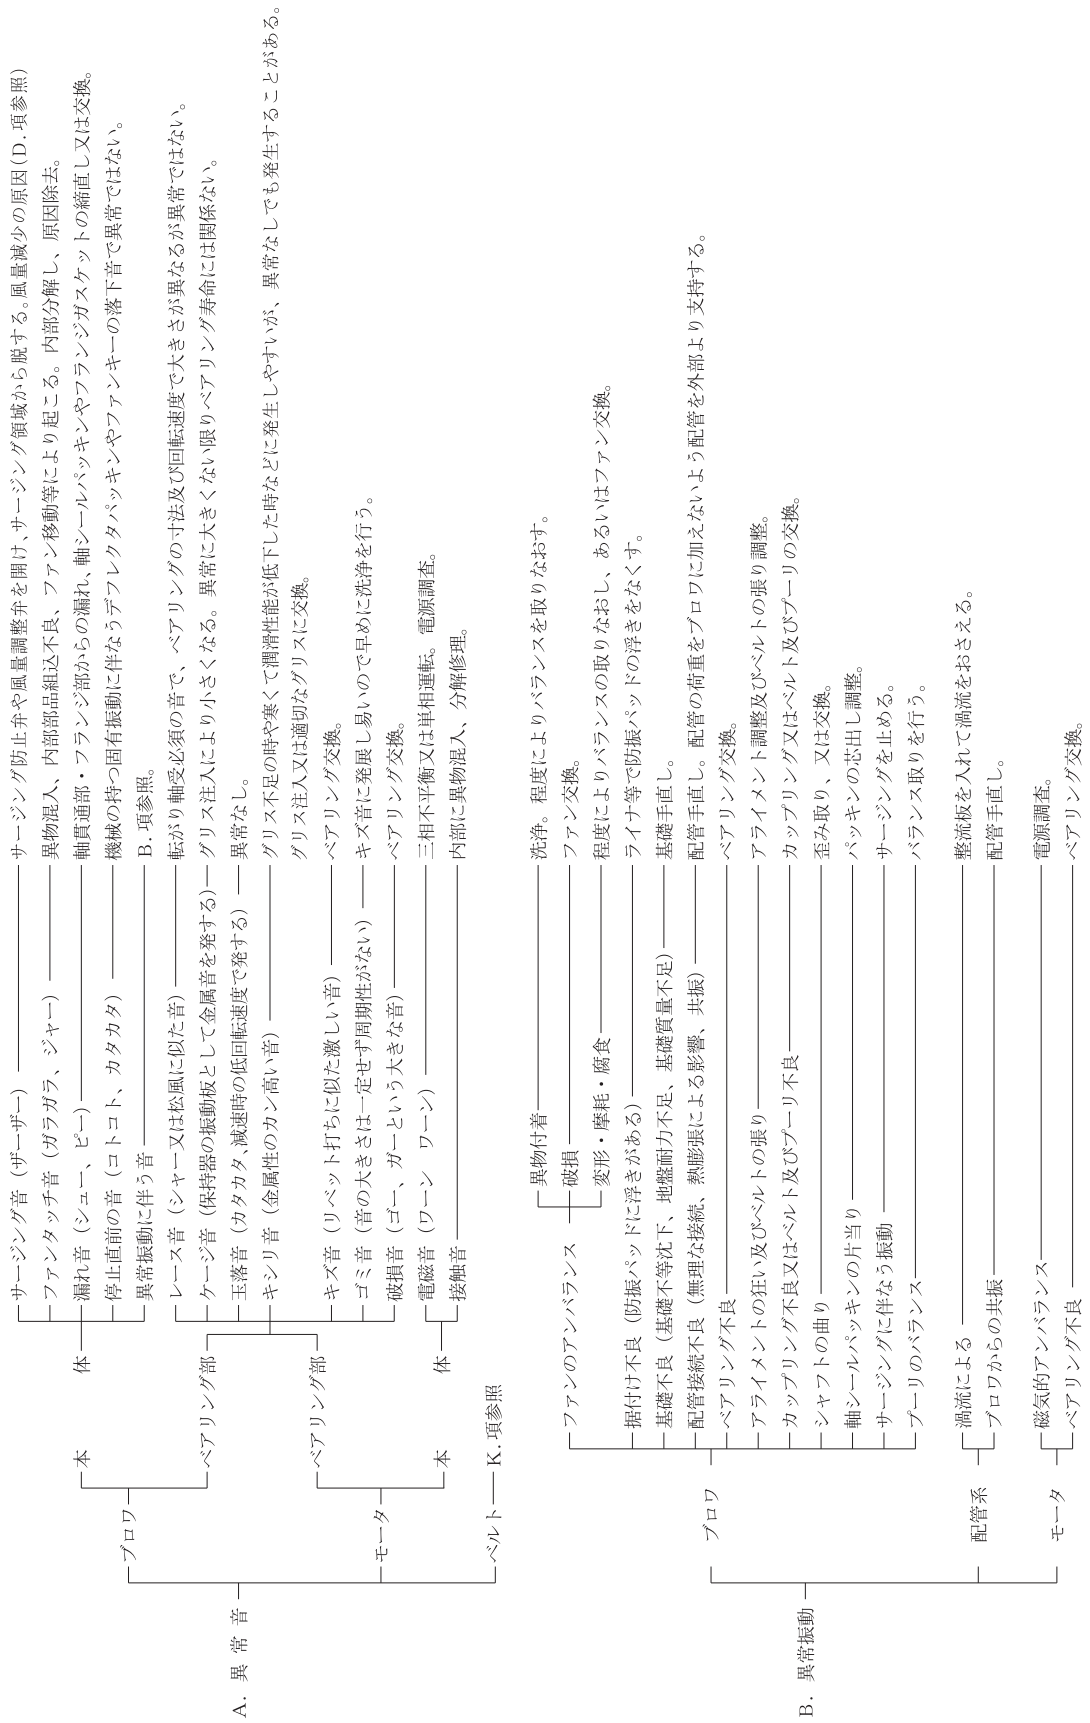 A. 異 常 音
ブロワ
本 体
サージング音（ザーザー） サージング防止弁や風量調整弁を開け、サージング領域から脱する。風量減少の原因(D. 項参照)
ファンタッチ音（ガラガラ、ジャー） 異物混入、内部部品組込不良、ファン移動等により起こる。内部分解し、原因除去。
漏れ音（シュー、ピー） 軸貫通部・フランジ部からの漏れ、軸シールパッキンやフランジガスケットの締直し又は交換。
停止直前の音（コトコト、カタカタ） 機械の持つ固有振動に伴なうデフレクタパッキンやファンキーの落下音で異常ではない。
異常振動に伴う音 B. 項参照。
ベアリング部
レース音（シャー又は松風に似た音） 転がり軸受必須の音で、ベアリングの寸法及び回転速度で大きさが異なるが異常ではない。
ケージ音（保持器の振動板として金属音を発する） グリス注入により小さくなる。異常に大きくない限りベアリング寿命には関係ない。
玉落音（カタカタ、減速時の低回転速度で発する） 異常なし。
キシリ音（金属性のカン高い音） グリス不足の時や寒くて潤滑性能が低下した時などに発生しやすいが、異常なしでも発生することがある。
グリス注入又は適切なグリスに交換。
キズ音（リベット打ちに似た激しい音） ベアリング交換。
ゴミ音（音の大きさは一定せず周期性がない） キズ音に発展し易いので早めに洗浄を行う。
破損音（ゴー、ガーという大きな音） ベアリング交換。
モータ
ベアリング部
本 体
電磁音（ワーン ワーン） 三相不平衡又は単相運転。電源調査。
接触音 内部に異物混入、分解修理。
ベルト K. 項参照
B. 異常振動
ブロワ
ファンのアンバランス
異物付着 洗浄。程度によりバランスを取りなおす。
破損 ファン交換。
変形・摩耗・腐食 程度によりバランスの取りなおし、あるいはファン交換。
据付け不良（防振パッドに浮きがある） ライナ等で防振パッドの浮きをなくす。
基礎不良（基礎不等沈下、地盤耐力不足、基礎質量不足） 基礎手直し。
配管接続不良（無理な接続、熱膨張による影響、共振） 配管手直し。配管の荷重をブロワに加えないよう配管を外部より支持する。
ベアリング不良 ベアリング交換。
アライメントの狂い及びベルトの張り アライメント調整及びベルトの張り調整。
カップリング不良又はベルト及びプーリ不良 カップリング又はベルト及びプーリの交換。
シャフトの曲り 歪み取り、又は交換。
軸シールパッキンの片当り パッキンの芯出し調整。
サージングに伴なう振動 サージングを止める。
プーリのバランス バランス取りを行う。
配管系
渦流による 整流板を入れて渦流をおさえる。
ブロワからの共振 配管手直し。
モータ
磁気的アンバランス 電源調査。
ベアリング不良 ベアリング交換。